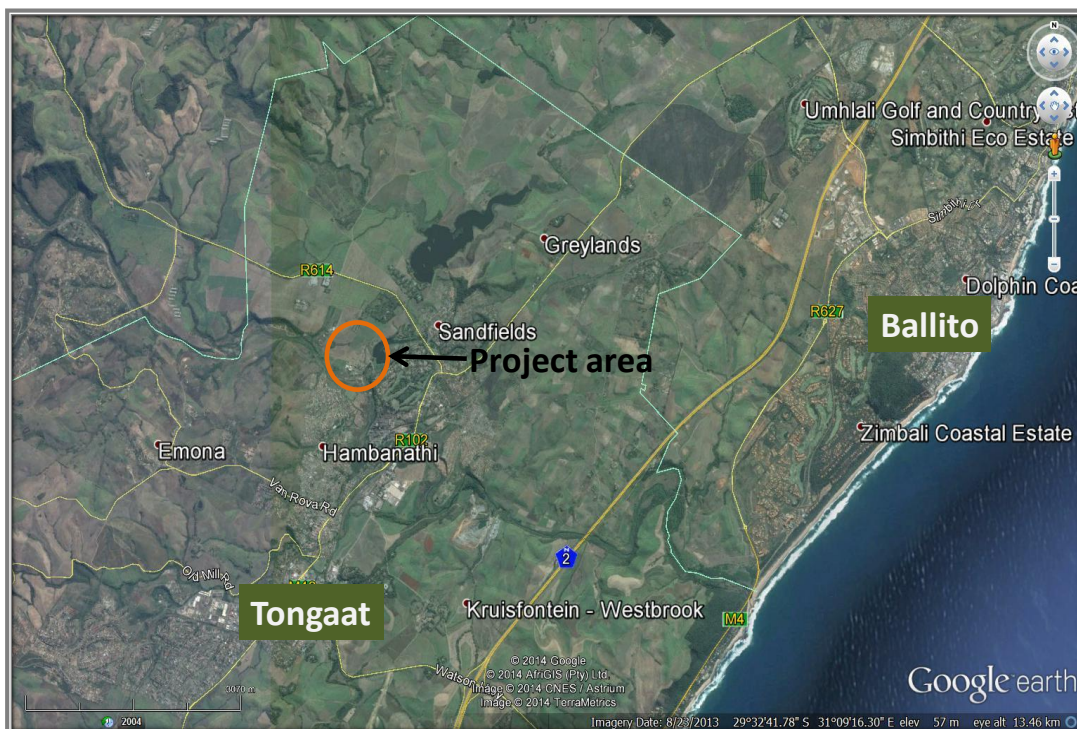 N
Umhlali Golf and Country
Simbithi Eco Estate
Greylands
R614
Dolphin Coa
R627
Ballito
Sandfields
Project area
Zimbali Coastal Estate
R102
Emona
Hambanathi
Van Rova Rd
2
Old Mill Rd
Tongaat
Kruisfontein - Westbrook
M4
© 2014 Google
© 2014 AfriGIS (Pty) Ltd.
Image © 2014 CNES / Astrium
Image © 2014 TerraMetrics
Google earth
3070 m
2004
Imagery Date: 8/23/2013 29°32'41.78" S 31°09'16.30" E elev 57 m eye alt 13.46 km